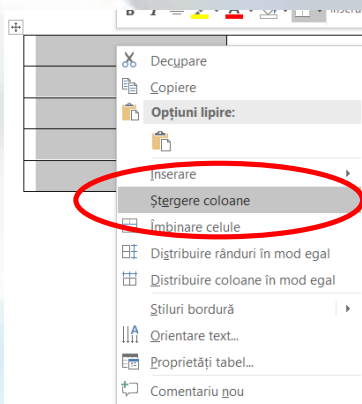 Decupare
Copiere
Opțiuni lipire:
Inserare
Ștergere coloane
Îmbinare celule
Distribuire rânduri în mod egal
Distribuire coloane în mod egal
Stiluri bordură
Orientare text...
Proprietăți tabel...
Comentariu nou